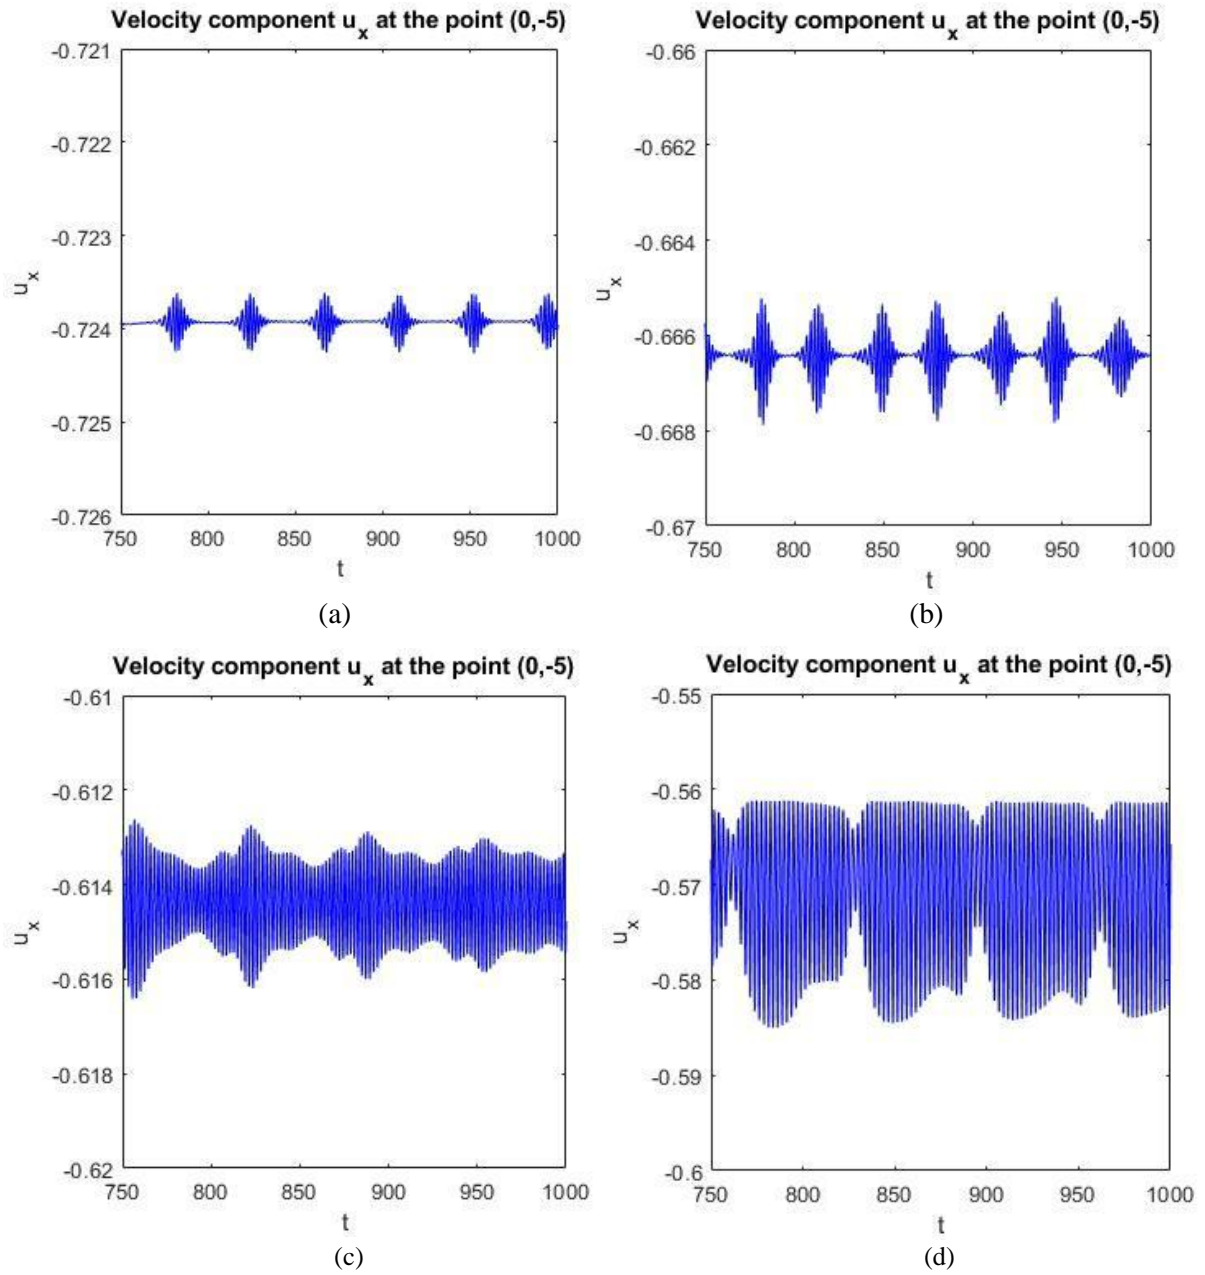 Velocity component u_x at the point (0,-5)
-0.721
-0.722
-0.723
-0.724
-0.725
-0.726
u_x
750 800 850 900 950 1000
t
(a)
Velocity component u_x at the point (0,-5)
-0.66
-0.662
-0.664
-0.666
-0.668
-0.67
u_x
750 800 850 900 950 1000
t
(b)
Velocity component u_x at the point (0,-5)
-0.61
-0.612
-0.614
-0.616
-0.618
-0.62
u_x
750 800 850 900 950 1000
t
(c)
Velocity component u_x at the point (0,-5)
-0.55
-0.56
-0.57
-0.58
-0.59
-0.6
u_x
750 800 850 900 950 1000
t
(d)